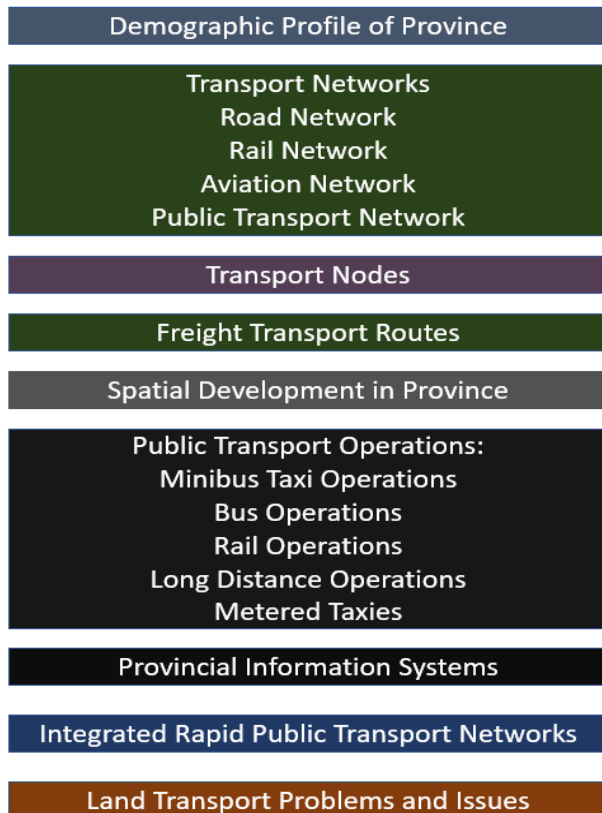 Demographic Profile of Province
Transport Networks
Road Network
Rail Network
Aviation Network
Public Transport Network
Transport Nodes
Freight Transport Routes
Spatial Development in Province
Public Transport Operations:
Minibus Taxi Operations
Bus Operations
Rail Operations
Long Distance Operations
Metered Taxies
Provincial Information Systems
Integrated Rapid Public Transport Networks
Land Transport Problems and Issues